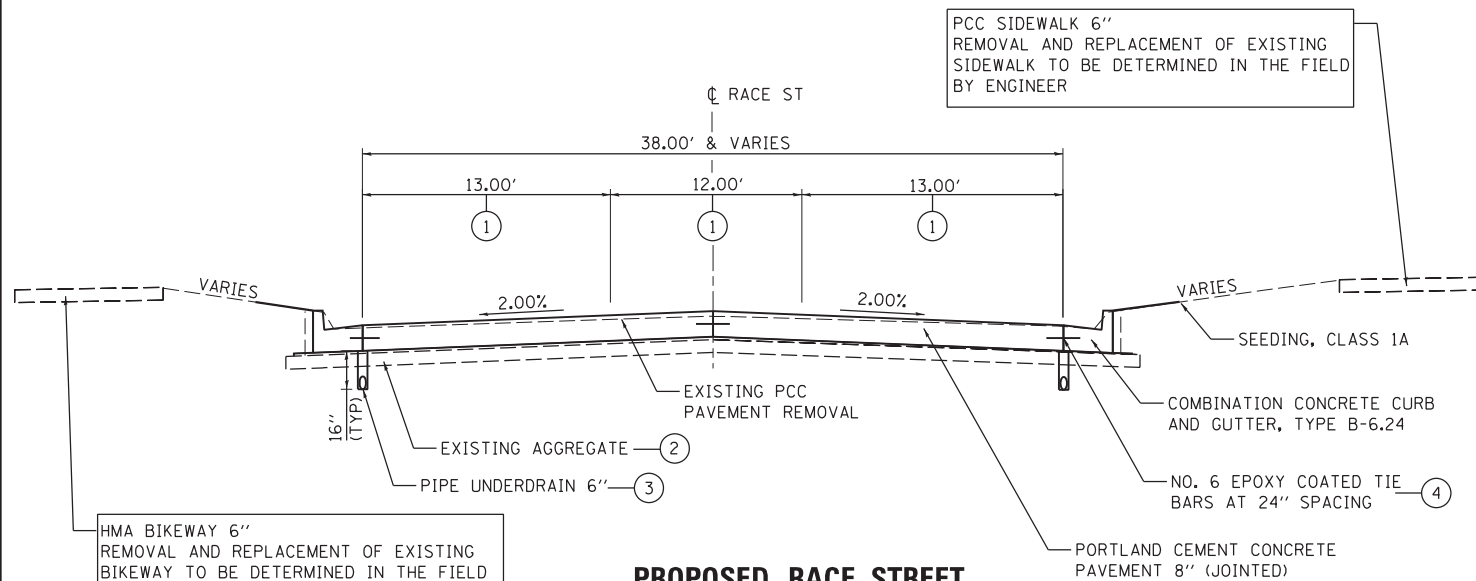 PCC SIDEWALK 6''
REMOVAL AND REPLACEMENT OF EXISTING
SIDEWALK TO BE DETERMINED IN THE FIELD
BY ENGINEER
℄ RACE ST
38.00' & VARIES
13.00'
12.00'
13.00'
1
1
1
VARIES
2.00%
2.00%
VARIES
SEEDING, CLASS 1A
EXISTING PCC
PAVEMENT REMOVAL
COMBINATION CONCRETE CURB
AND GUTTER, TYPE B-6.24
16''
(TYP)
EXISTING AGGREGATE
2
PIPE UNDERDRAIN 6''
3
NO. 6 EPOXY COATED TIE
BARS AT 24'' SPACING
4
HMA BIKEWAY 6''
REMOVAL AND REPLACEMENT OF EXISTING
BIKEWAY TO BE DETERMINED IN THE FIELD
PORTLAND CEMENT CONCRETE
PAVEMENT 8'' (JOINTED)
PROPOSED RACE STREET